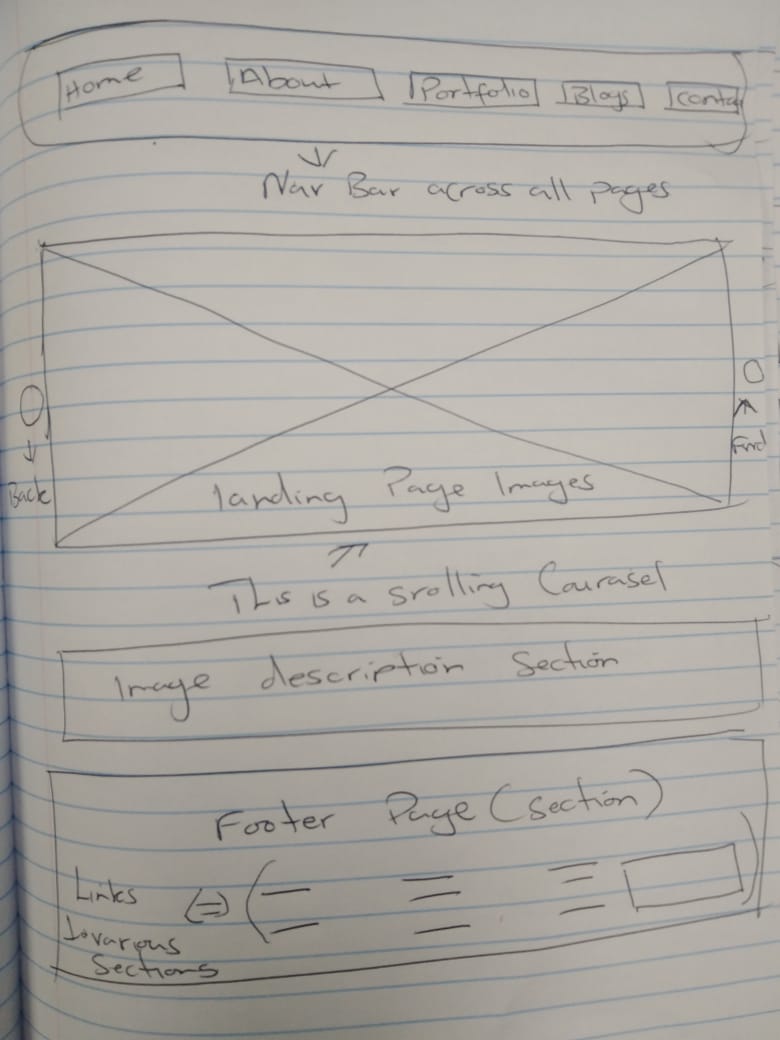 Home About Portfolio Blogs Conta
Nav Bar across all pages
Back
Fwd
landing Page Images
This is a srolling Courasel
Image description Section
Footer Page (section)
Links
to various
Sections